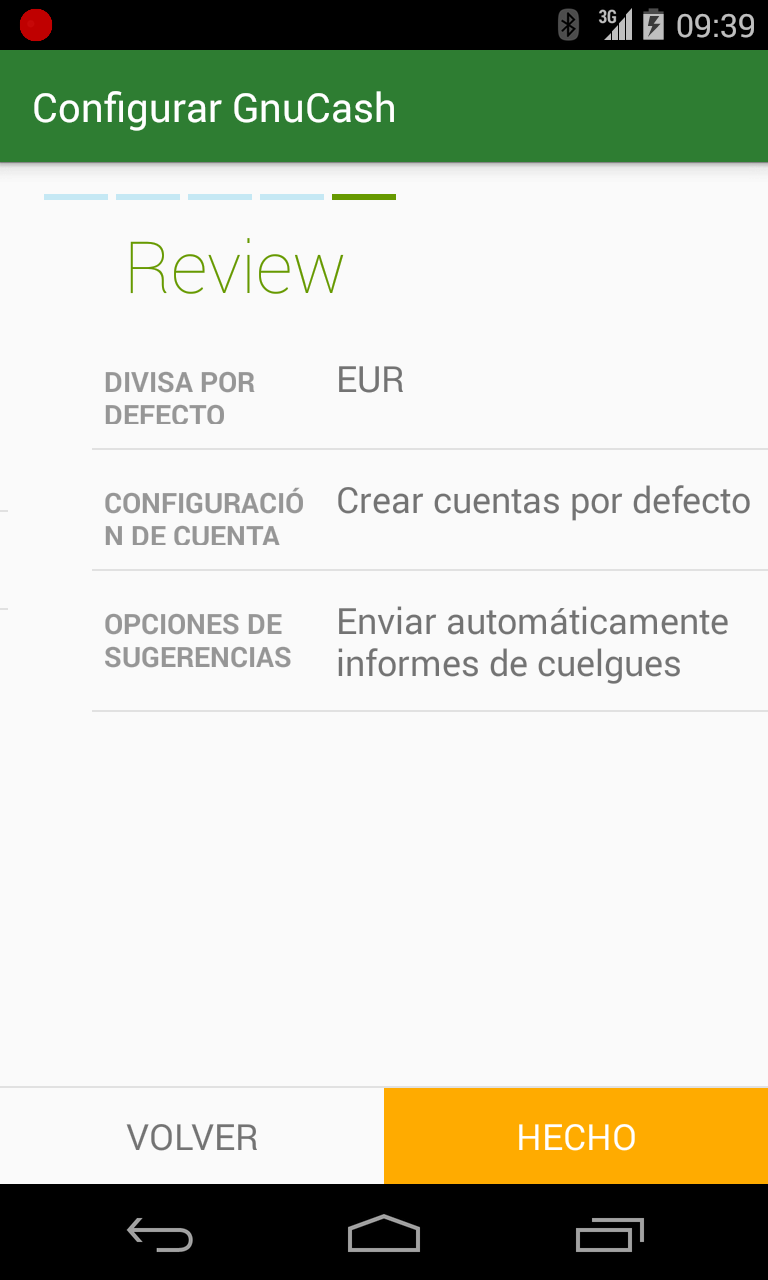 3G 09:39
Configurar GnuCash
Review
DIVISA POR
DEFECTO
EUR
CONFIGURACIÓ
N DE CUENTA
Crear cuentas por defecto
OPCIONES DE
SUGERENCIAS
Enviar automáticamente
informes de cuelgues
VOLVER
HECHO